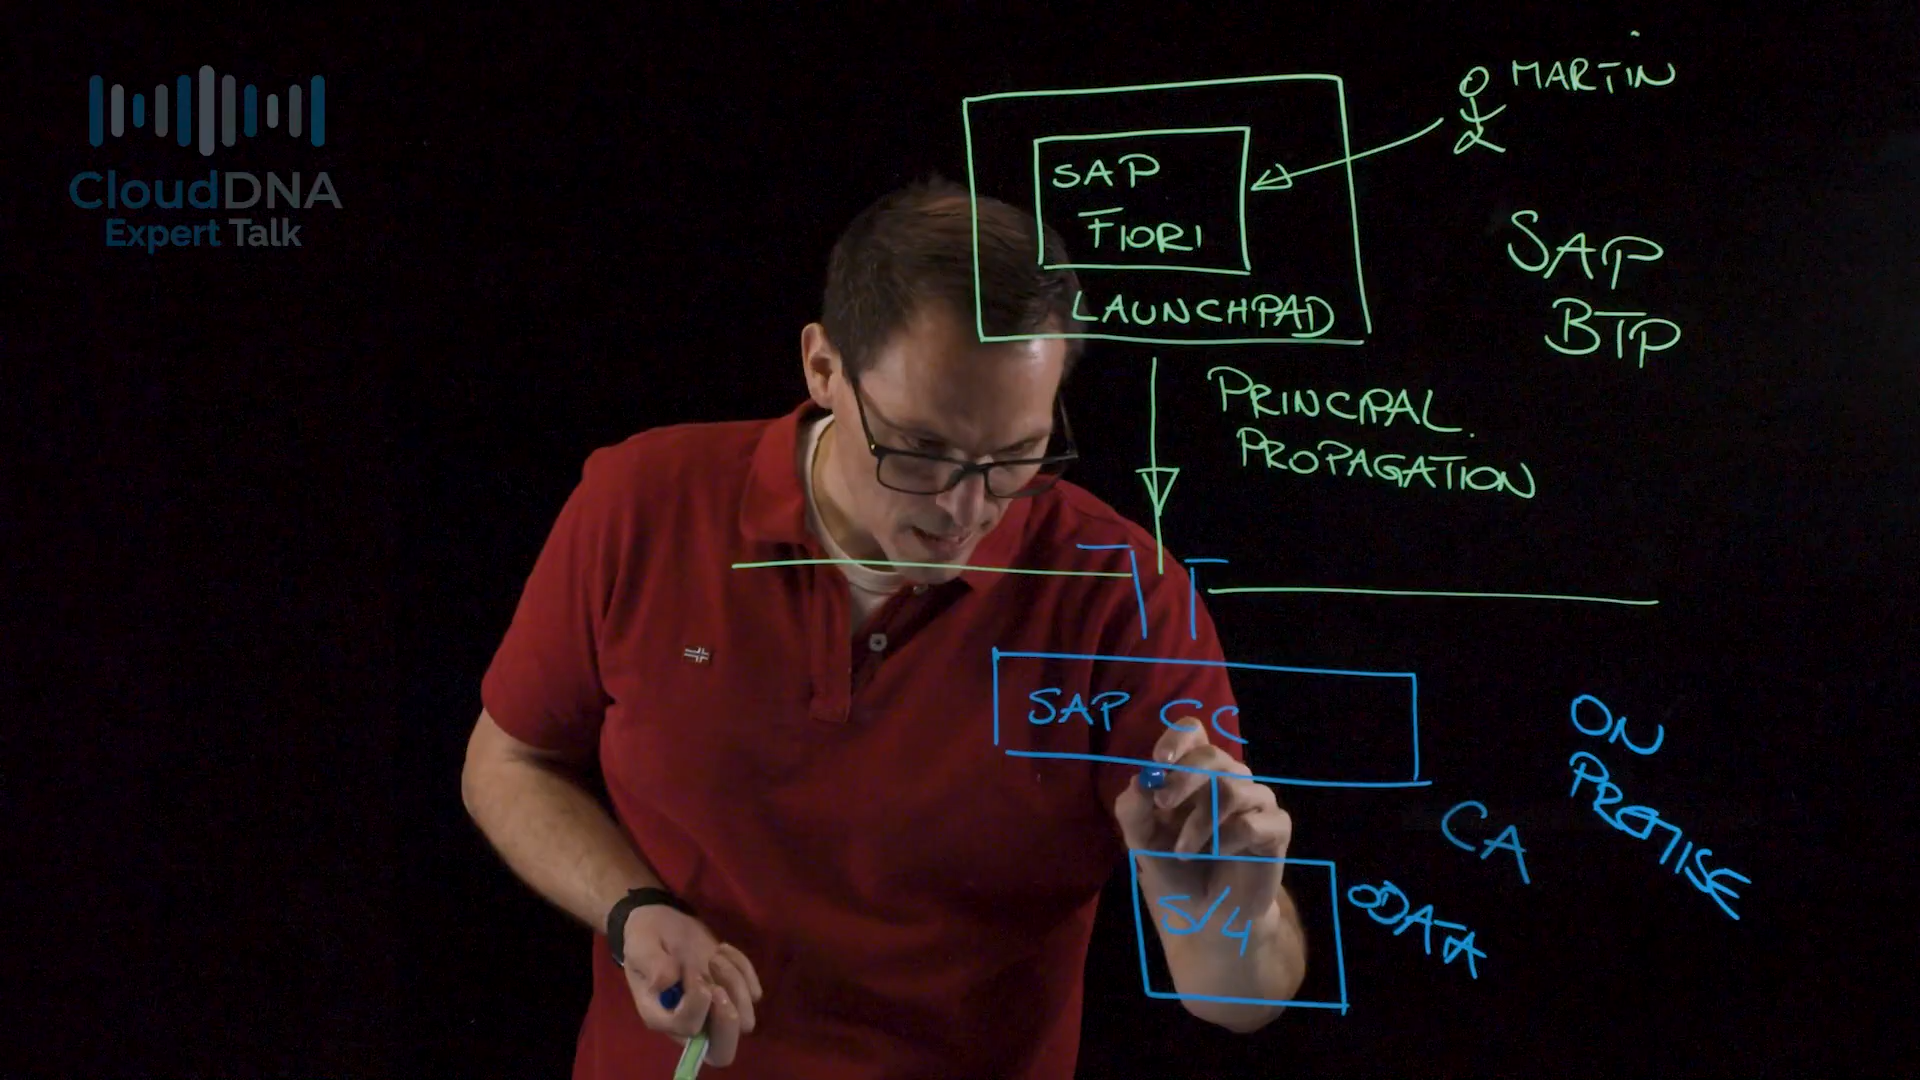 CloudDNA
Expert Talk
MARTIN
SAP
FIORI
LAUNCHPAD
SAP
BTP
PRINCIPAL
PROPAGATION
SAP CC
ON
PREMISE
CA
S/4
ODATA